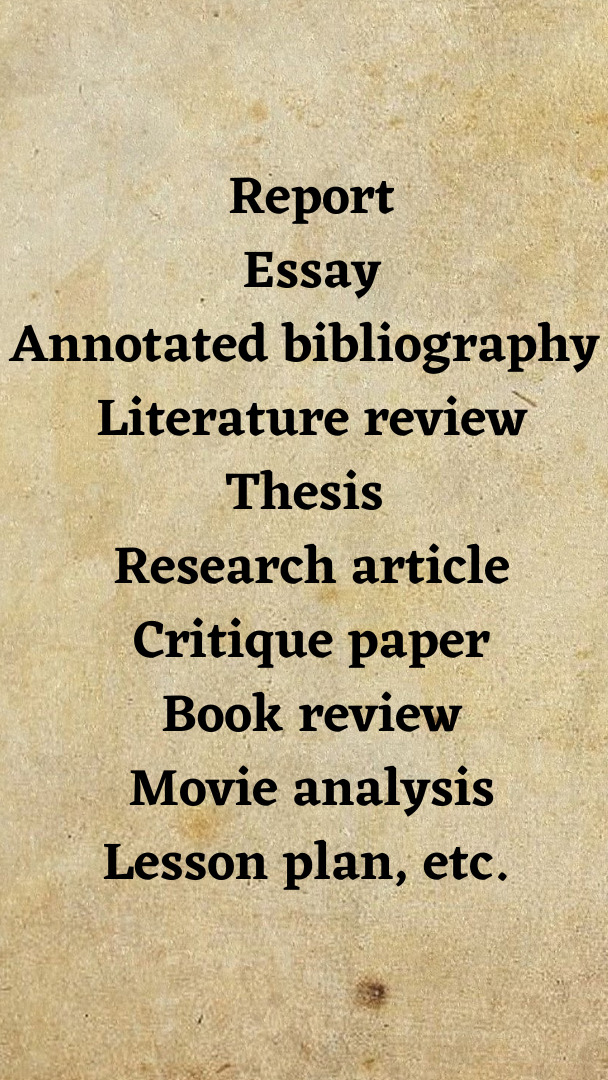 Report
Essay
Annotated bibliography
Literature review
Thesis
Research article
Critique paper
Book review
Movie analysis
Lesson plan, etc.